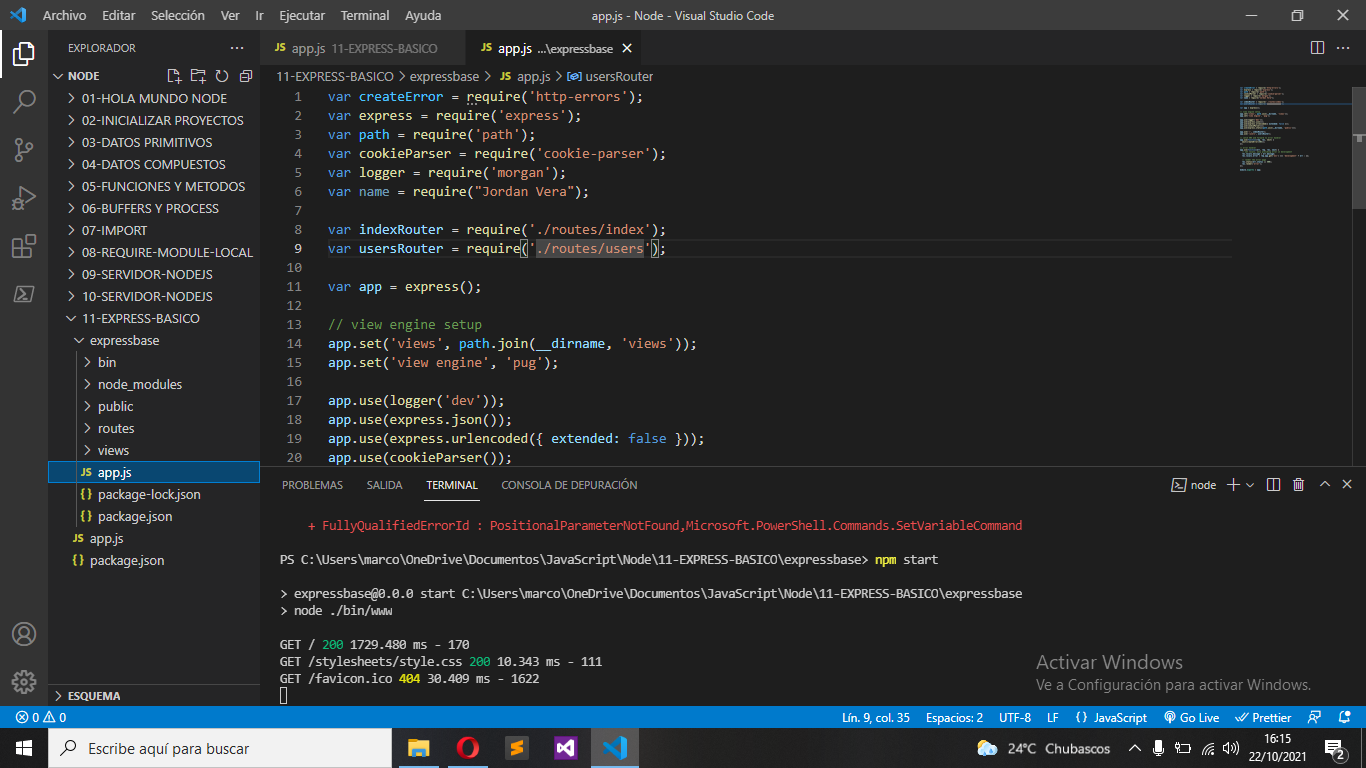 Archivo Editar Selección Ver Ir Ejecutar Terminal Ayuda
app.js - Node - Visual Studio Code
EXPLORADOR
NODE
01-HOLA MUNDO NODE
02-INICIALIZAR PROYECTOS
03-DATOS PRIMITIVOS
04-DATOS COMPUESTOS
05-FUNCIONES Y METODOS
06-BUFFERS Y PROCESS
07-IMPORT
08-REQUIRE-MODULE-LOCAL
09-SERVIDOR-NODEJS
10-SERVIDOR-NODEJS
11-EXPRESS-BASICO
expressbase
bin
node_modules
public
routes
views
JS app.js
{} package-lock.json
{} package.json
JS app.js
{} package.json
ESQUEMA
JS app.js 11-EXPRESS-BASICO
JS app.js ...\expressbase
11-EXPRESS-BASICO > expressbase > JS app.js > usersRouter
1 var createError = require('http-errors');
2 var express = require('express');
3 var path = require('path');
4 var cookieParser = require('cookie-parser');
5 var logger = require('morgan');
6 var name = require("Jordan Vera");
7
8 var indexRouter = require('./routes/index');
9 var usersRouter = require('./routes/users');
10
11 var app = express();
12
13 // view engine setup
14 app.set('views', path.join(__dirname, 'views'));
15 app.set('view engine', 'pug');
16
17 app.use(logger('dev'));
18 app.use(express.json());
19 app.use(express.urlencoded({ extended: false }));
20 app.use(cookieParser());
PROBLEMAS SALIDA TERMINAL CONSOLA DE DEPURACIÓN
node
+ FullyQualifiedErrorId : PositionalParameterNotFound,Microsoft.PowerShell.Commands.SetVariableCommand
PS C:\Users\marco\OneDrive\Documentos\JavaScript\Node\11-EXPRESS-BASICO\expressbase> npm start
> expressbase@0.0.0 start C:\Users\marco\OneDrive\Documentos\JavaScript\Node\11-EXPRESS-BASICO\expressbase
> node ./bin/www
GET / 200 1729.480 ms - 170
GET /stylesheets/style.css 200 10.343 ms - 111
GET /favicon.ico 404 30.409 ms - 1622
Activar Windows
Ve a Configuración para activar Windows.
0 0
Lín. 9, col. 35 Espacios: 2 UTF-8 LF {} JavaScript Go Live Prettier
Escribe aquí para buscar
24°C Chubascos
16:15
22/10/2021
2